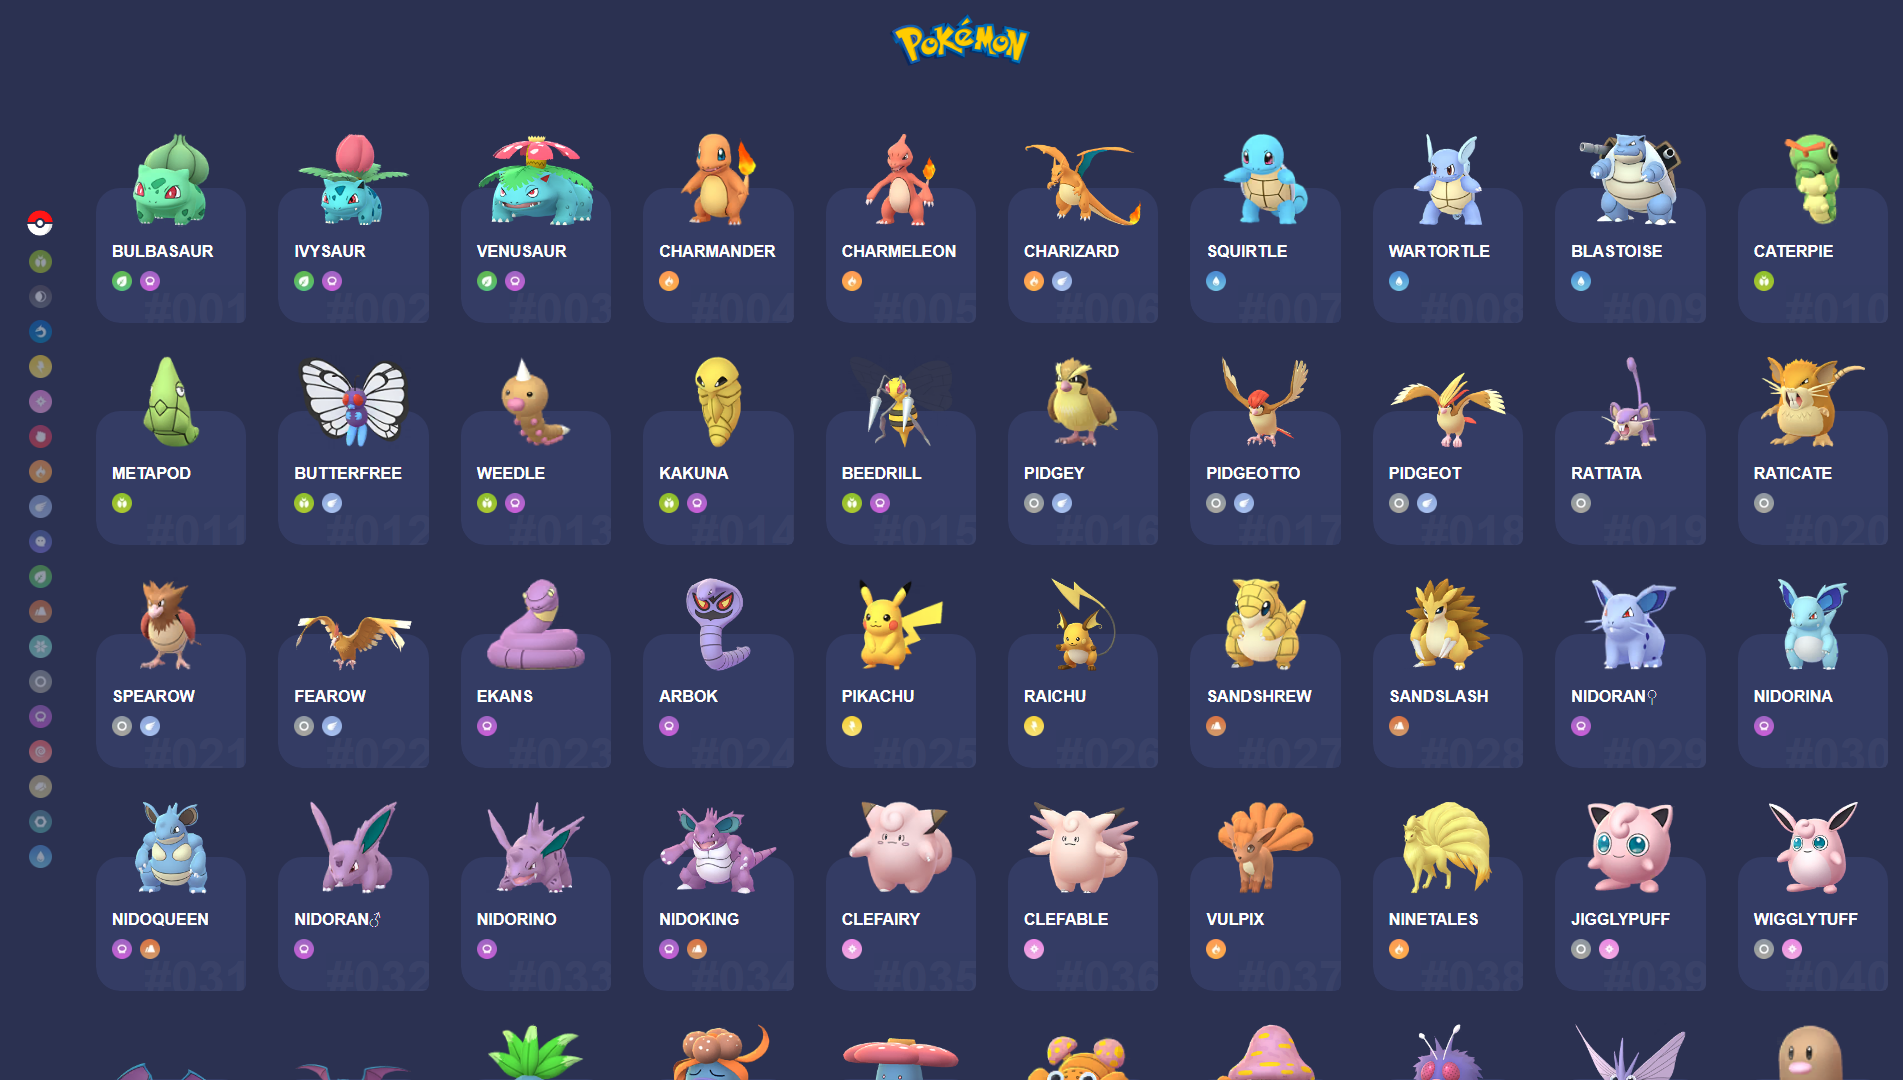 POKéMON
BULBASAUR
#001
IVYSAUR
#002
VENUSAUR
#003
CHARMANDER
#004
CHARMELEON
#005
CHARIZARD
#006
SQUIRTLE
#007
WARTORTLE
#008
BLASTOISE
#009
CATERPIE
#010
METAPOD
#011
BUTTERFREE
#012
WEEDLE
#013
KAKUNA
#014
BEEDRILL
#015
PIDGEY
#016
PIDGEOTTO
#017
PIDGEOT
#018
RATTATA
#019
RATICATE
#020
SPEAROW
#021
FEAROW
#022
EKANS
#023
ARBOK
#024
PIKACHU
#025
RAICHU
#026
SANDSHREW
#027
SANDSLASH
#028
NIDORAN♀
#029
NIDORINA
#030
NIDOQUEEN
#031
NIDORAN♂
#032
NIDORINO
#033
NIDOKING
#034
CLEFAIRY
#035
CLEFABLE
#036
VULPIX
#037
NINETALES
#038
JIGGLYPUFF
#039
WIGGLYTUFF
#040